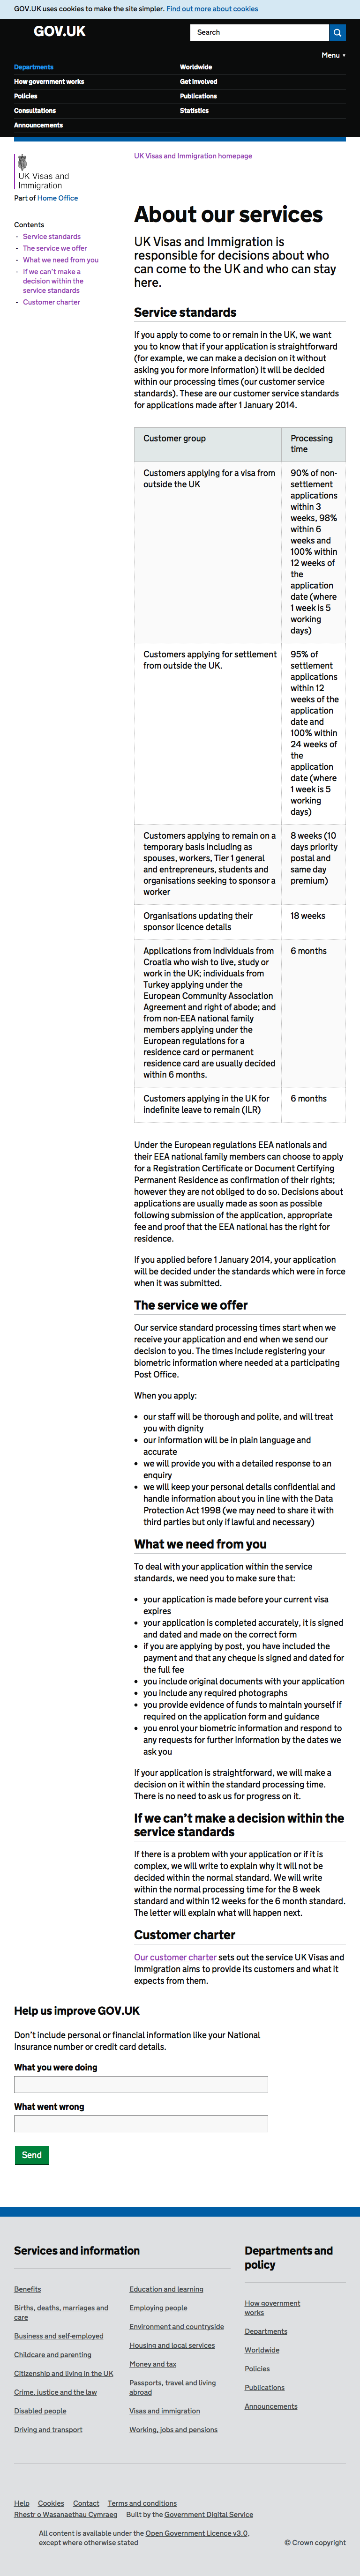 GOV.UK uses cookies to make the site simpler. Find out more about cookies
GOV.UK
Search
Menu
Departments
Worldwide
How government works
Get involved
Policies
Publications
Consultations
Statistics
Announcements
UK Visas and Immigration homepage
UK Visas and
Immigration
Part of Home Office
Contents
Service standards
The service we offer
What we need from you
If we can’t make a
decision within the
service standards
Customer charter
About our services
UK Visas and Immigration is
responsible for decisions about who
can come to the UK and who can stay
here.
Service standards
If you apply to come to or remain in the UK, we want
you to know that if your application is straightforward
(for example, we can make a decision on it without
asking you for more information) it will be decided
within our processing times (our customer service
standards). These are our customer service standards
for applications made after 1 January 2014.
Customer group
Processing
time
Customers applying for a visa from
outside the UK
90% of non-
settlement
applications
within 3
weeks, 98%
within 6
weeks and
100% within
12 weeks of
the
application
date (where
1 week is 5
working
days)
Customers applying for settlement
from outside the UK.
95% of
settlement
applications
within 12
weeks of the
application
date and
100% within
24 weeks of
the
application
date (where
1 week is 5
working
days)
Customers applying to remain on a
temporary basis including as
spouses, workers, Tier 1 general
and entrepreneurs, students and
organisations seeking to sponsor a
worker
8 weeks (10
days priority
postal and
same day
premium)
Organisations updating their
sponsor licence details
18 weeks
Applications from individuals from
Croatia who wish to live, study or
work in the UK; individuals from
Turkey applying under the
European Community Association
Agreement and right of abode; and
from non-EEA national family
members applying under the
European regulations for a
residence card or permanent
residence card are usually decided
within 6 months.
6 months
Customers applying in the UK for
indefinite leave to remain (ILR)
6 months
Under the European regulations EEA nationals and
their EEA national family members can choose to apply
for a Registration Certificate or Document Certifying
Permanent Residence as confirmation of their rights;
however they are not obliged to do so. Decisions about
applications are usually made as soon as possible
following submission of the application, appropriate
fee and proof that the EEA national has the right for
residence.
If you applied before 1 January 2014, your application
will be decided under the standards which were in force
when it was submitted.
The service we offer
Our service standard processing times start when we
receive your application and end when we send our
decision to you. The times include registering your
biometric information where needed at a participating
Post Office.
When you apply:
our staff will be thorough and polite, and will treat
you with dignity
our information will be in plain language and
accurate
we will provide you with a detailed response to an
enquiry
we will keep your personal details confidential and
handle information about you in line with the Data
Protection Act 1998 (we may need to share it with
third parties but only if lawful and necessary)
What we need from you
To deal with your application within the service
standards, we need you to make sure that:
your application is made before your current visa
expires
your application is completed accurately, it is signed
and dated and made on the correct form
if you are applying by post, you have included the
payment and that any cheque is signed and dated for
the full fee
you include original documents with your application
you include any required photographs
you provide evidence of funds to maintain yourself if
required on the application form and guidance
you enrol your biometric information and respond to
any requests for further information by the dates we
ask you
If your application is straightforward, we will make a
decision on it within the standard processing time.
There is no need to ask us for progress on it.
If we can’t make a decision within the
service standards
If there is a problem with your application or if it is
complex, we will write to explain why it will not be
decided within the normal standard. We will write
within the normal processing time for the 8 week
standard and within 12 weeks for the 6 month standard.
The letter will explain what will happen next.
Customer charter
Our customer charter sets out the service UK Visas and
Immigration aims to provide its customers and what it
expects from them.
Help us improve GOV.UK
Don’t include personal or financial information like your National
Insurance number or credit card details.
What you were doing
What went wrong
Send
Services and information
Benefits
Births, deaths, marriages and
care
Business and self-employed
Childcare and parenting
Citizenship and living in the UK
Crime, justice and the law
Disabled people
Driving and transport
Education and learning
Employing people
Environment and countryside
Housing and local services
Money and tax
Passports, travel and living
abroad
Visas and immigration
Working, jobs and pensions
Departments and
policy
How government
works
Departments
Worldwide
Policies
Publications
Announcements
Help Cookies Contact Terms and conditions
Rhestr o Wasanaethau Cymraeg Built by the Government Digital Service
All content is available under the Open Government Licence v3.0,
except where otherwise stated
© Crown copyright